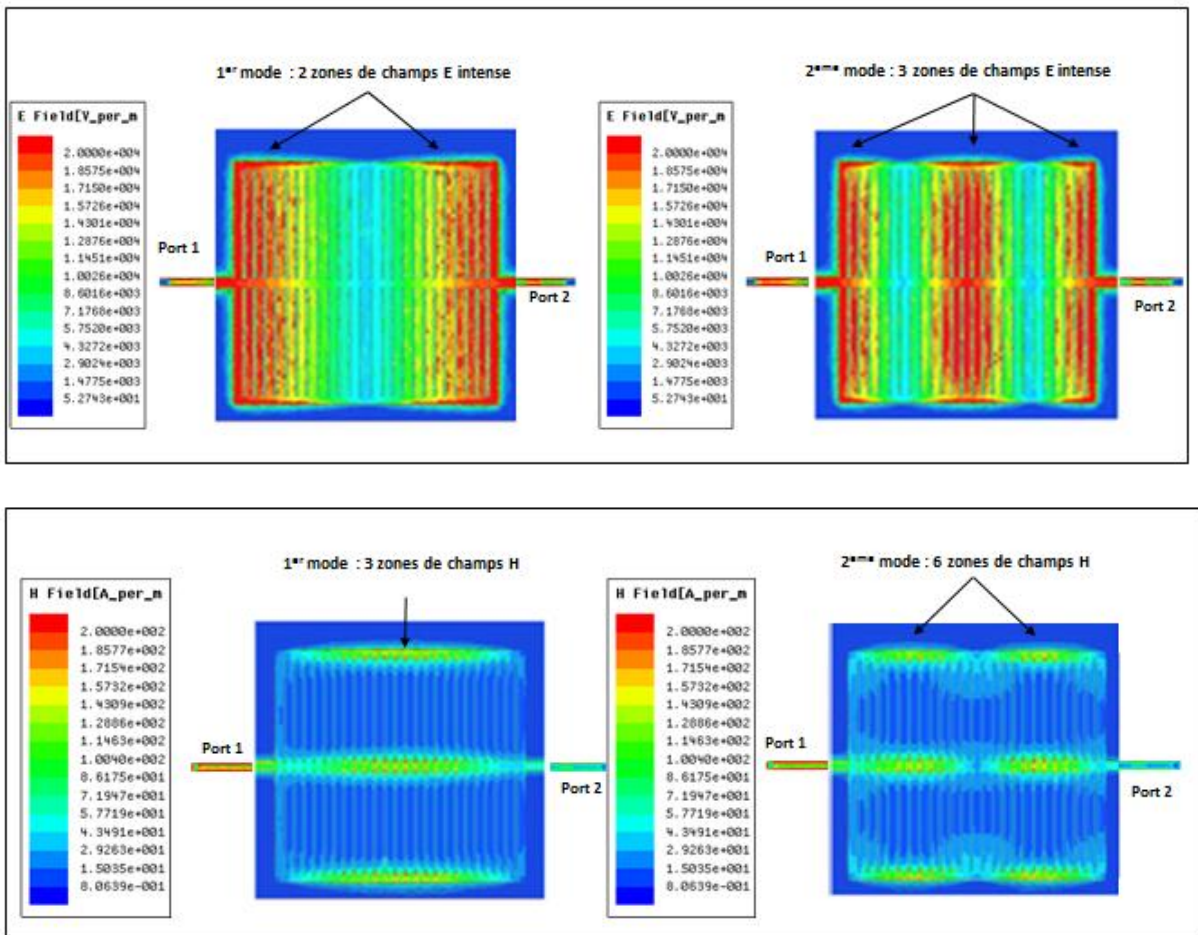 1er mode : 2 zones de champs E intense
2eme mode : 3 zones de champs E intense
E Field[V_per_m
2.0000e+004
1.8575e+004
1.7150e+004
1.5726e+004
1.4301e+004
1.2876e+004
1.1451e+004
1.0026e+004
8.6016e+003
7.1768e+003
5.7520e+003
4.3272e+003
2.9024e+003
1.4775e+003
5.2743e+001
Port 1
Port 2
E Field[V_per_m
2.0000e+004
1.8575e+004
1.7150e+004
1.5726e+004
1.4301e+004
1.2876e+004
1.1451e+004
1.0026e+004
8.6016e+003
7.1768e+003
5.7520e+003
4.3272e+003
2.9024e+003
1.4775e+003
5.2743e+001
Port 1
Port 2
1er mode : 3 zones de champs H
2eme mode : 6 zones de champs H
H Field[A_per_m
2.0000e+002
1.8577e+002
1.7154e+002
1.5732e+002
1.4309e+002
1.2886e+002
1.1463e+002
1.0040e+002
8.6175e+001
7.1947e+001
5.7719e+001
4.3491e+001
2.9263e+001
1.5035e+001
8.0639e-001
Port 1
Port 2
H Field[A_per_m
2.0000e+002
1.8577e+002
1.7154e+002
1.5732e+002
1.4309e+002
1.2886e+002
1.1463e+002
1.0040e+002
8.6175e+001
7.1947e+001
5.7719e+001
4.3491e+001
2.9263e+001
1.5035e+001
8.0639e-001
Port 1
Port 2